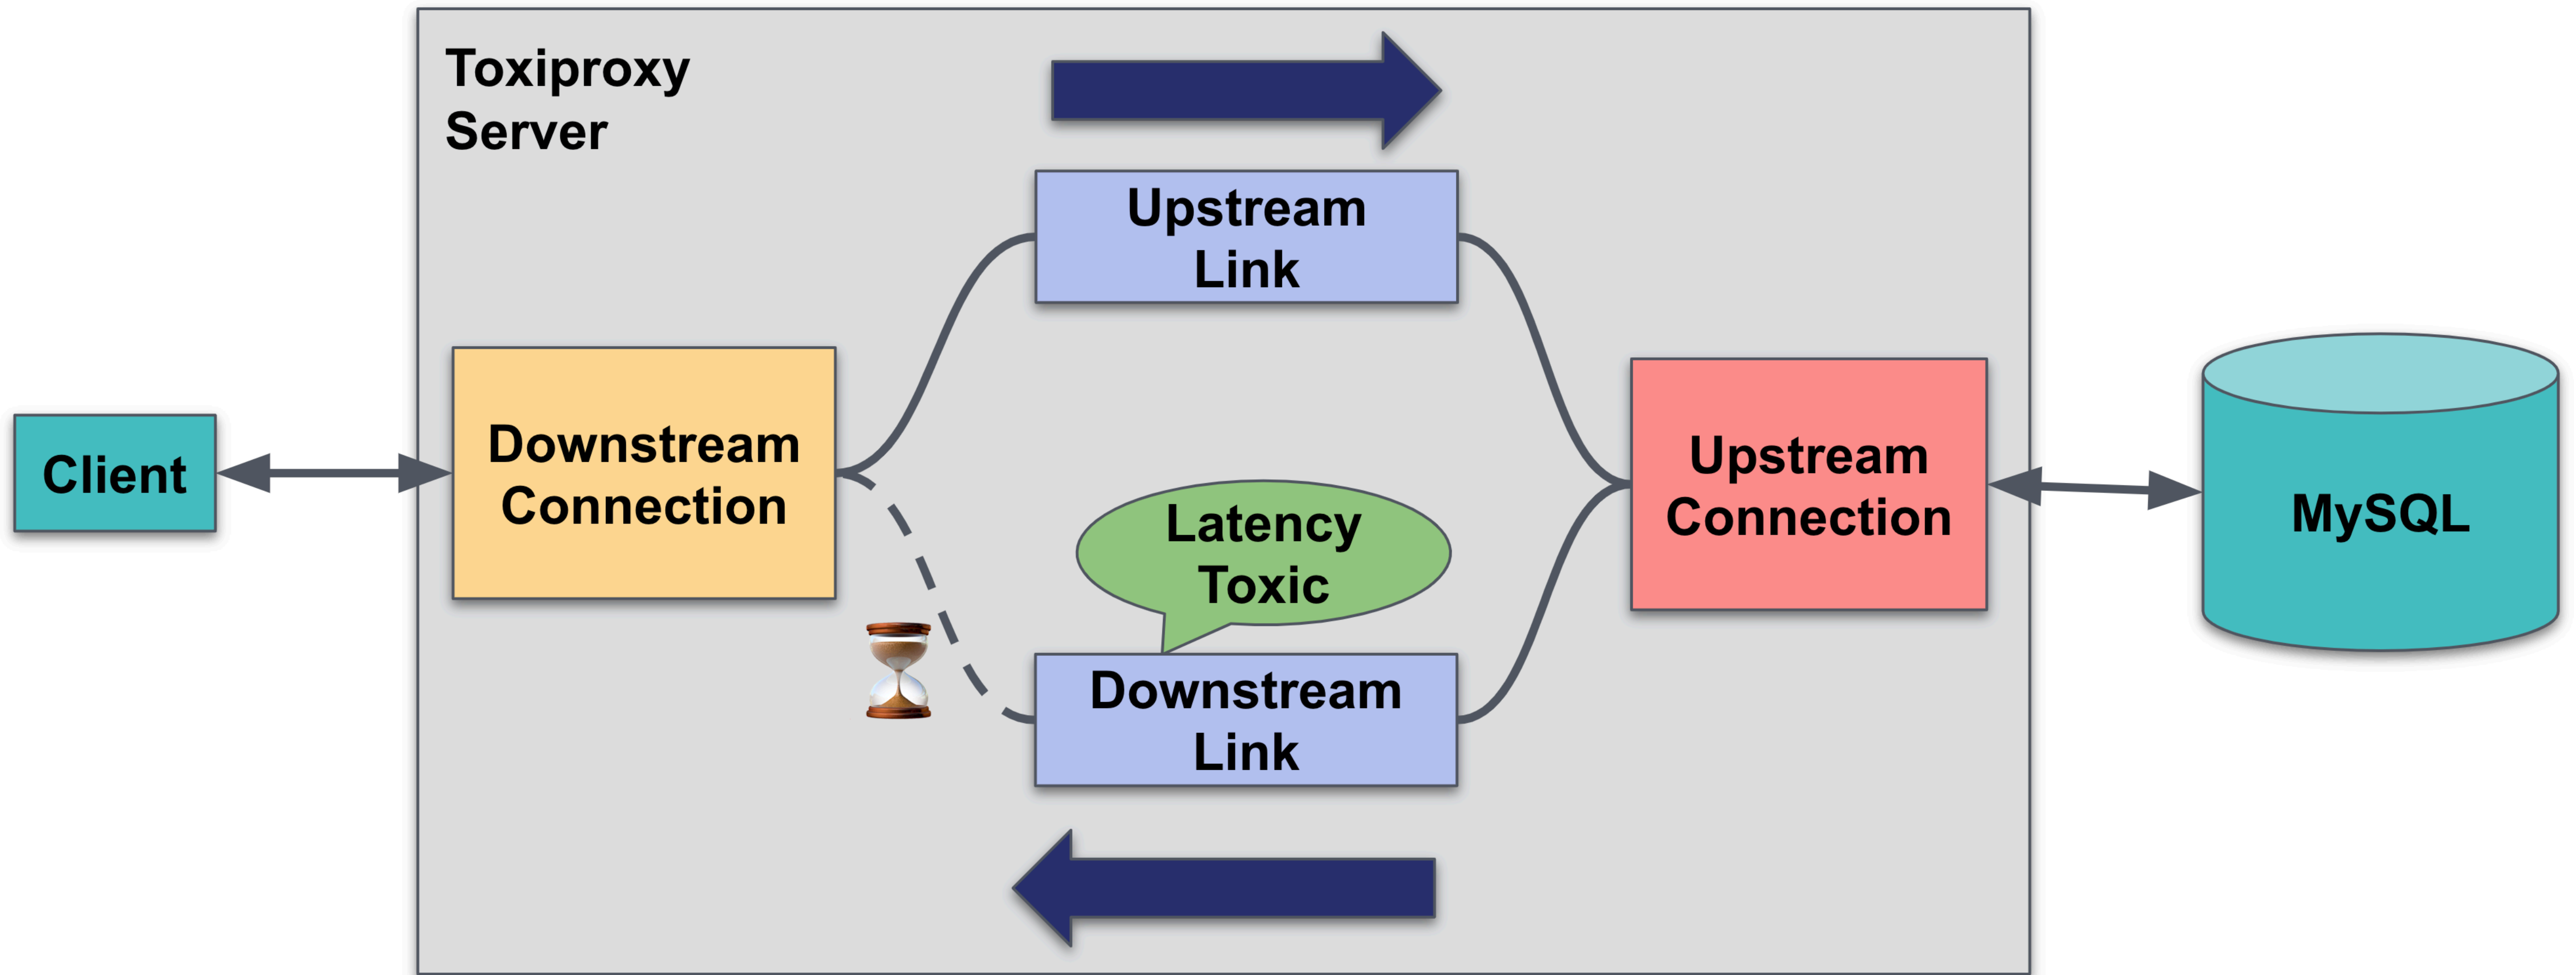 Toxiproxy
Server
Upstream
Link
Client
Downstream
Connection
Latency
Toxic
Upstream
Connection
MySQL
Downstream
Link